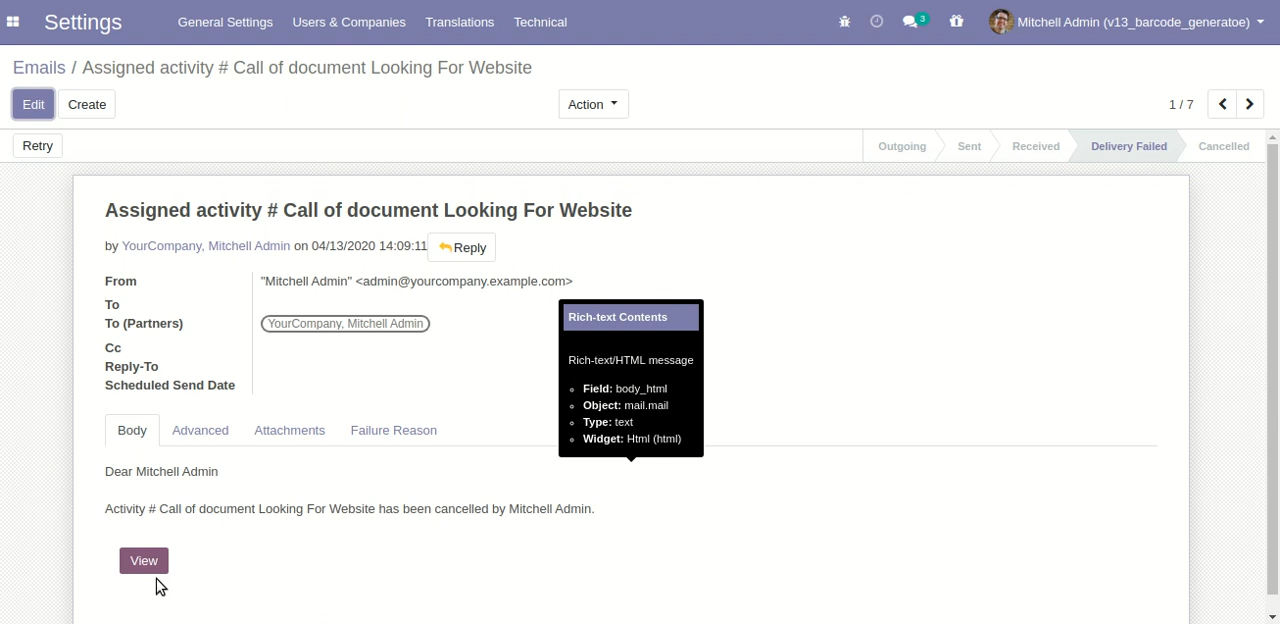 Settings General Settings Users & Companies Translations Technical 3 Mitchell Admin (v13_barcode_generatoe)
Emails / Assigned activity # Call of document Looking For Website
Edit Create Action 1 / 7
Retry Outgoing Sent Received Delivery Failed Cancelled
Assigned activity # Call of document Looking For Website
by YourCompany, Mitchell Admin on 04/13/2020 14:09:11 Reply
From "Mitchell Admin" <admin@yourcompany.example.com>
To
To (Partners) YourCompany, Mitchell Admin
Cc
Reply-To
Scheduled Send Date
Rich-text Contents
Rich-text/HTML message
Field: body_html
Object: mail.mail
Type: text
Widget: Html (html)
Body Advanced Attachments Failure Reason
Dear Mitchell Admin
Activity # Call of document Looking For Website has been cancelled by Mitchell Admin.
View